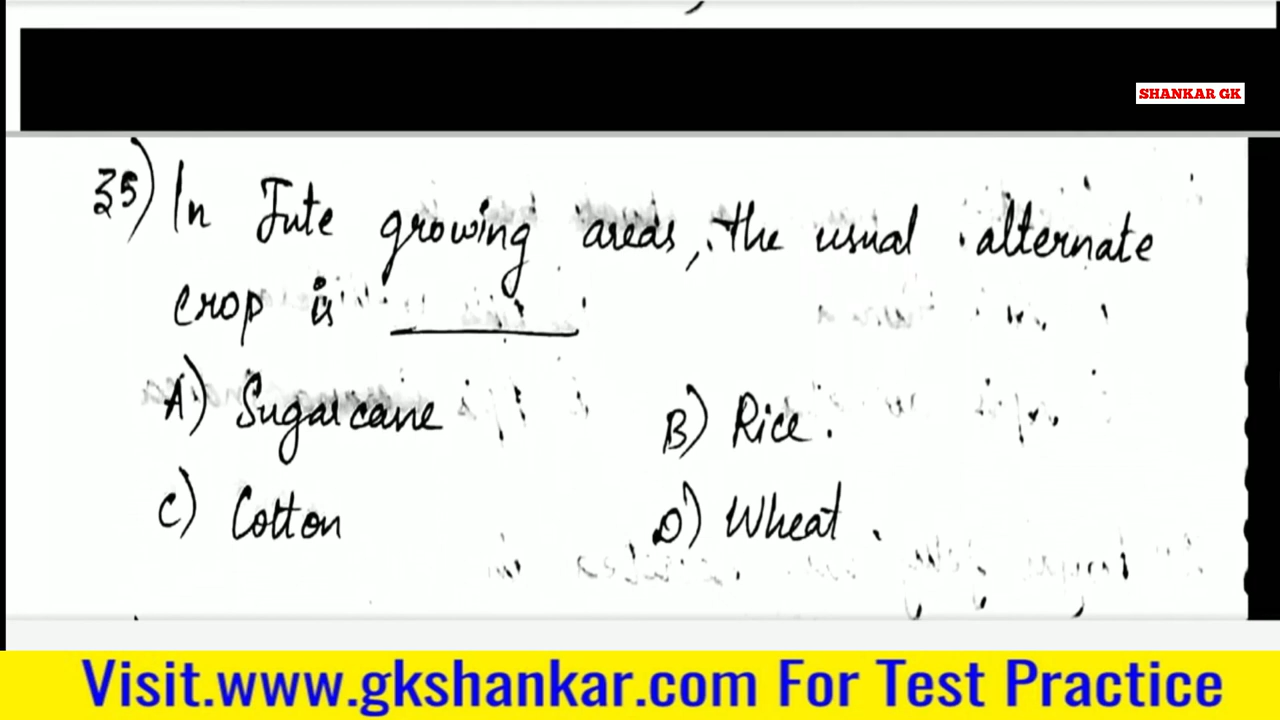 SHANKAR GK
35) In Jute growing areas, the usual alternate
crop is ________
A) Sugarcane B) Rice.
C) Cotton D) Wheat.
Visit.www.gkshankar.com For Test Practice